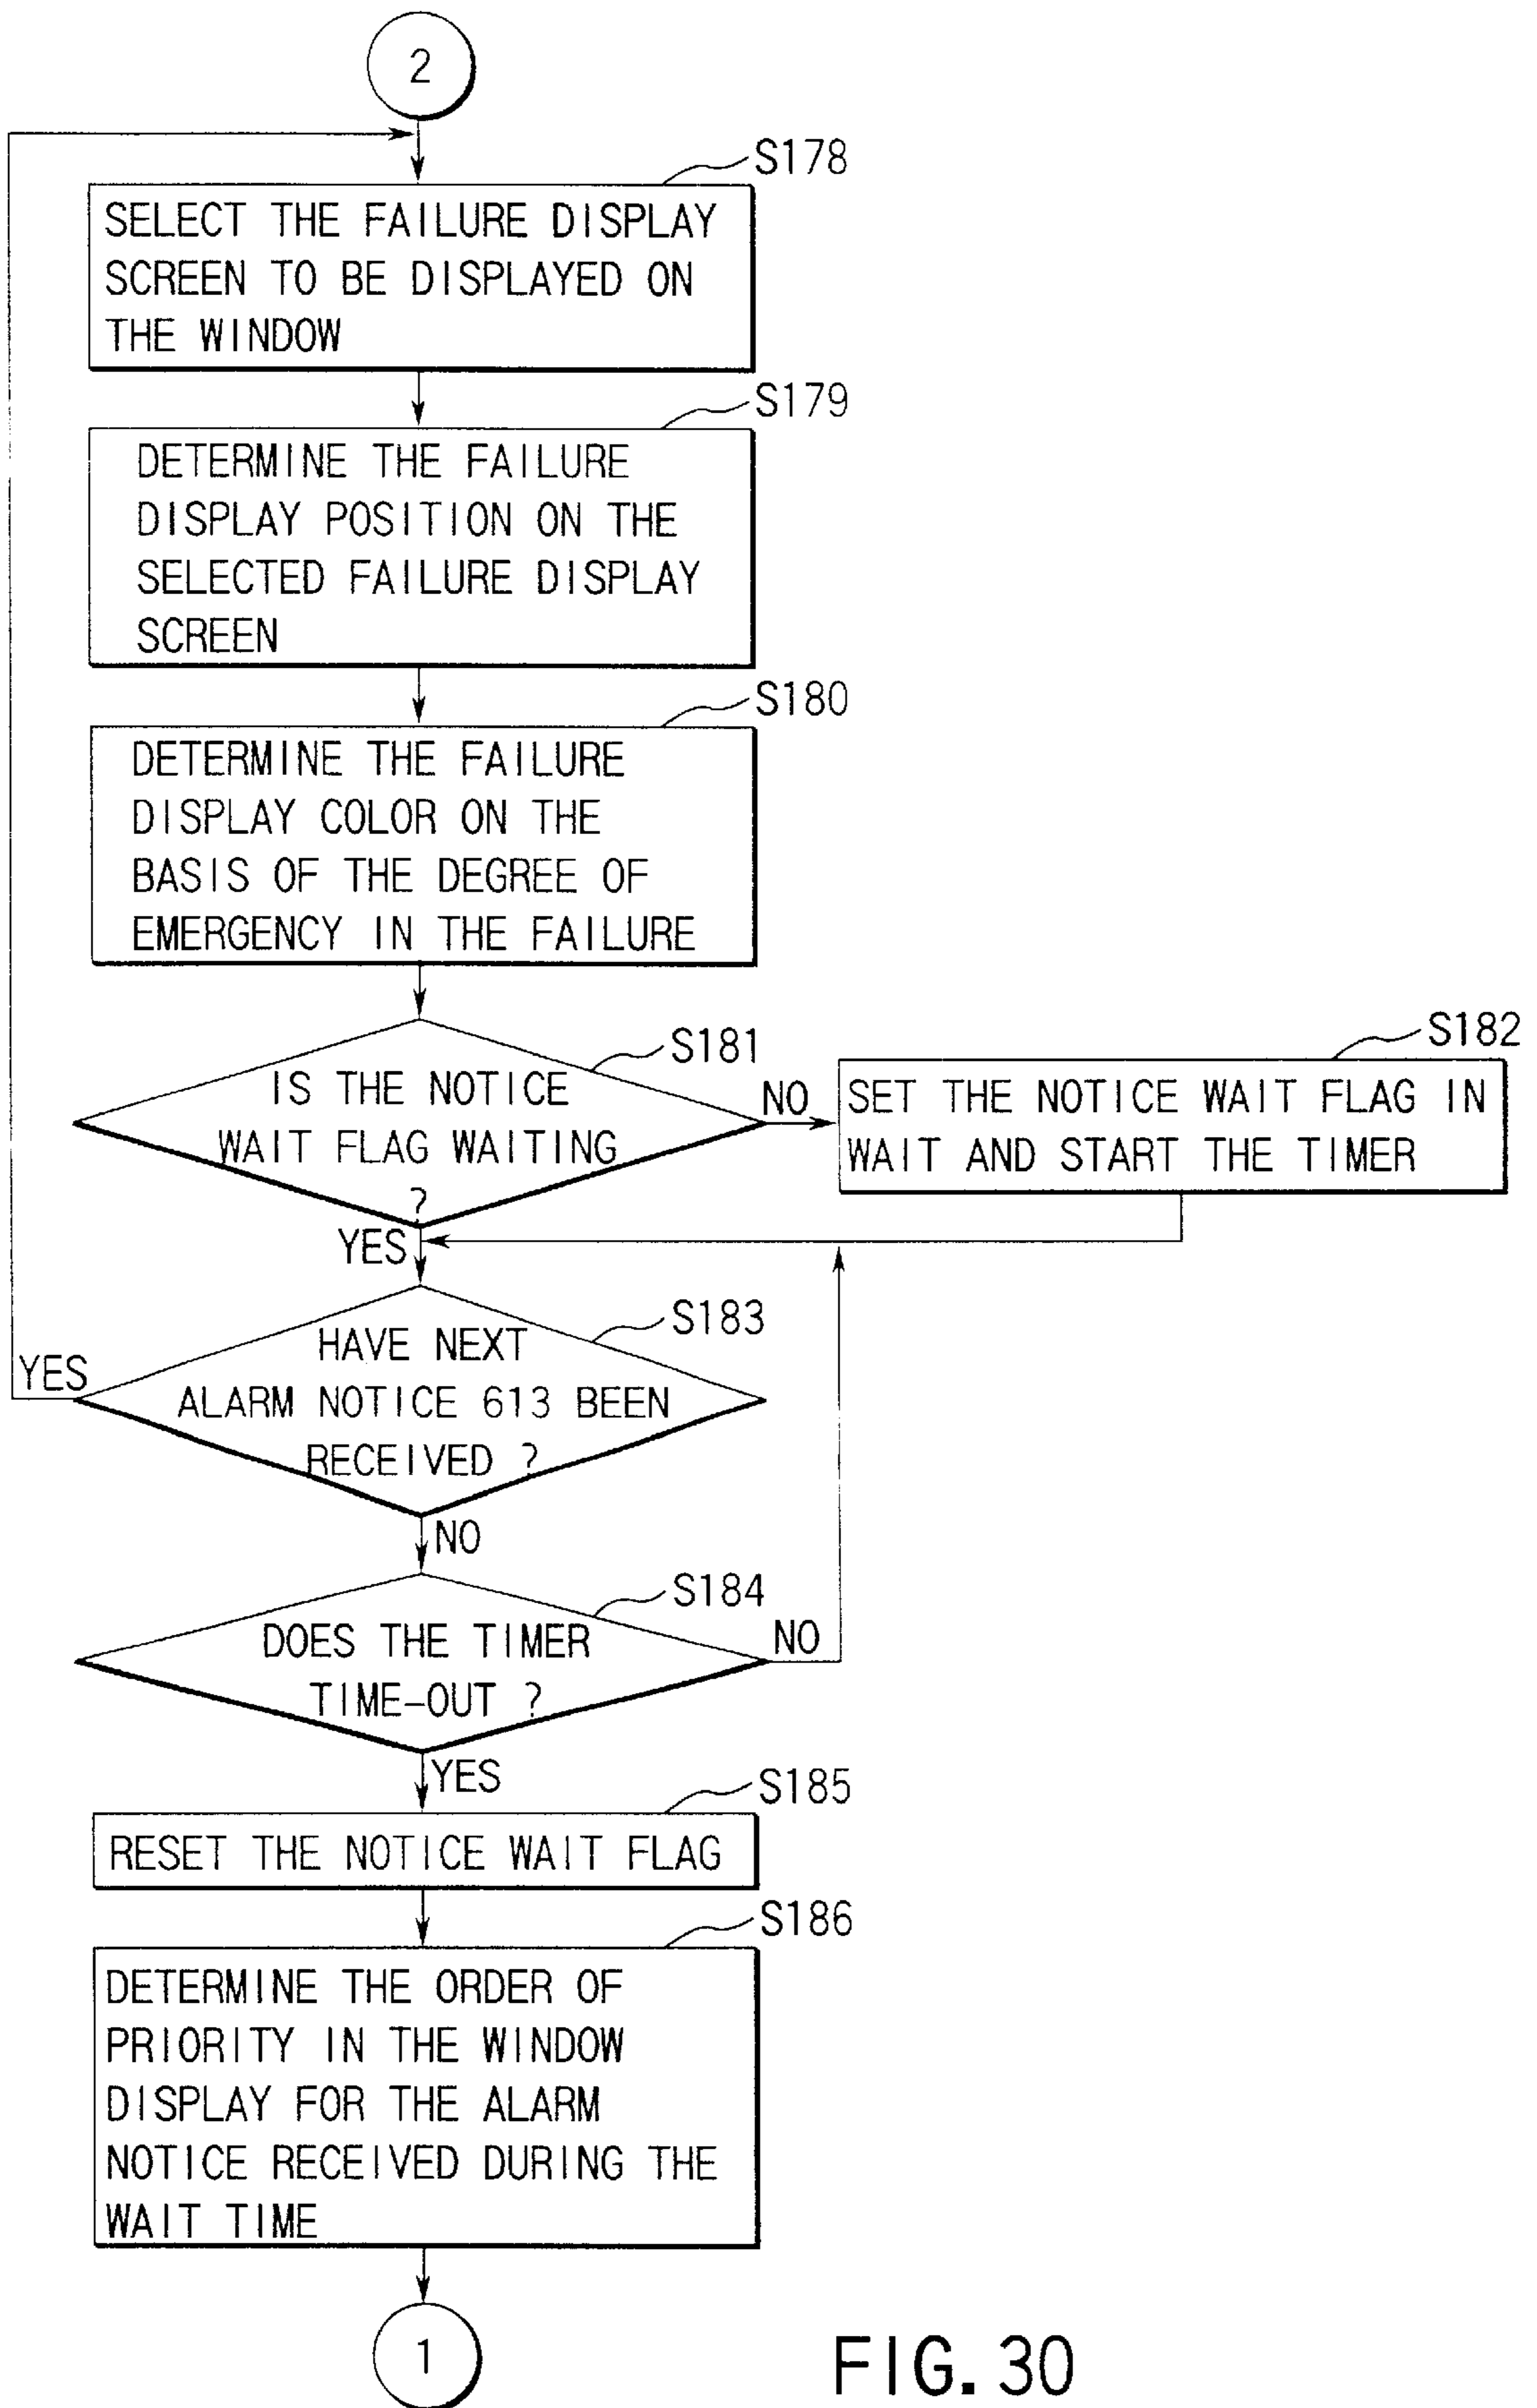 2
S178
SELECT THE FAILURE DISPLAY
SCREEN TO BE DISPLAYED ON
THE WINDOW
S179
DETERMINE THE FAILURE
DISPLAY POSITION ON THE
SELECTED FAILURE DISPLAY
SCREEN
S180
DETERMINE THE FAILURE
DISPLAY COLOR ON THE
BASIS OF THE DEGREE OF
EMERGENCY IN THE FAILURE
S181
IS THE NOTICE
WAIT FLAG WAITING
?
NO
S182
SET THE NOTICE WAIT FLAG IN
WAIT AND START THE TIMER
YES
S183
HAVE NEXT
ALARM NOTICE 613 BEEN
RECEIVED ?
YES
NO
S184
DOES THE TIMER
TIME-OUT ?
NO
YES
S185
RESET THE NOTICE WAIT FLAG
S186
DETERMINE THE ORDER OF
PRIORITY IN THE WINDOW
DISPLAY FOR THE ALARM
NOTICE RECEIVED DURING THE
WAIT TIME
1
FIG. 30